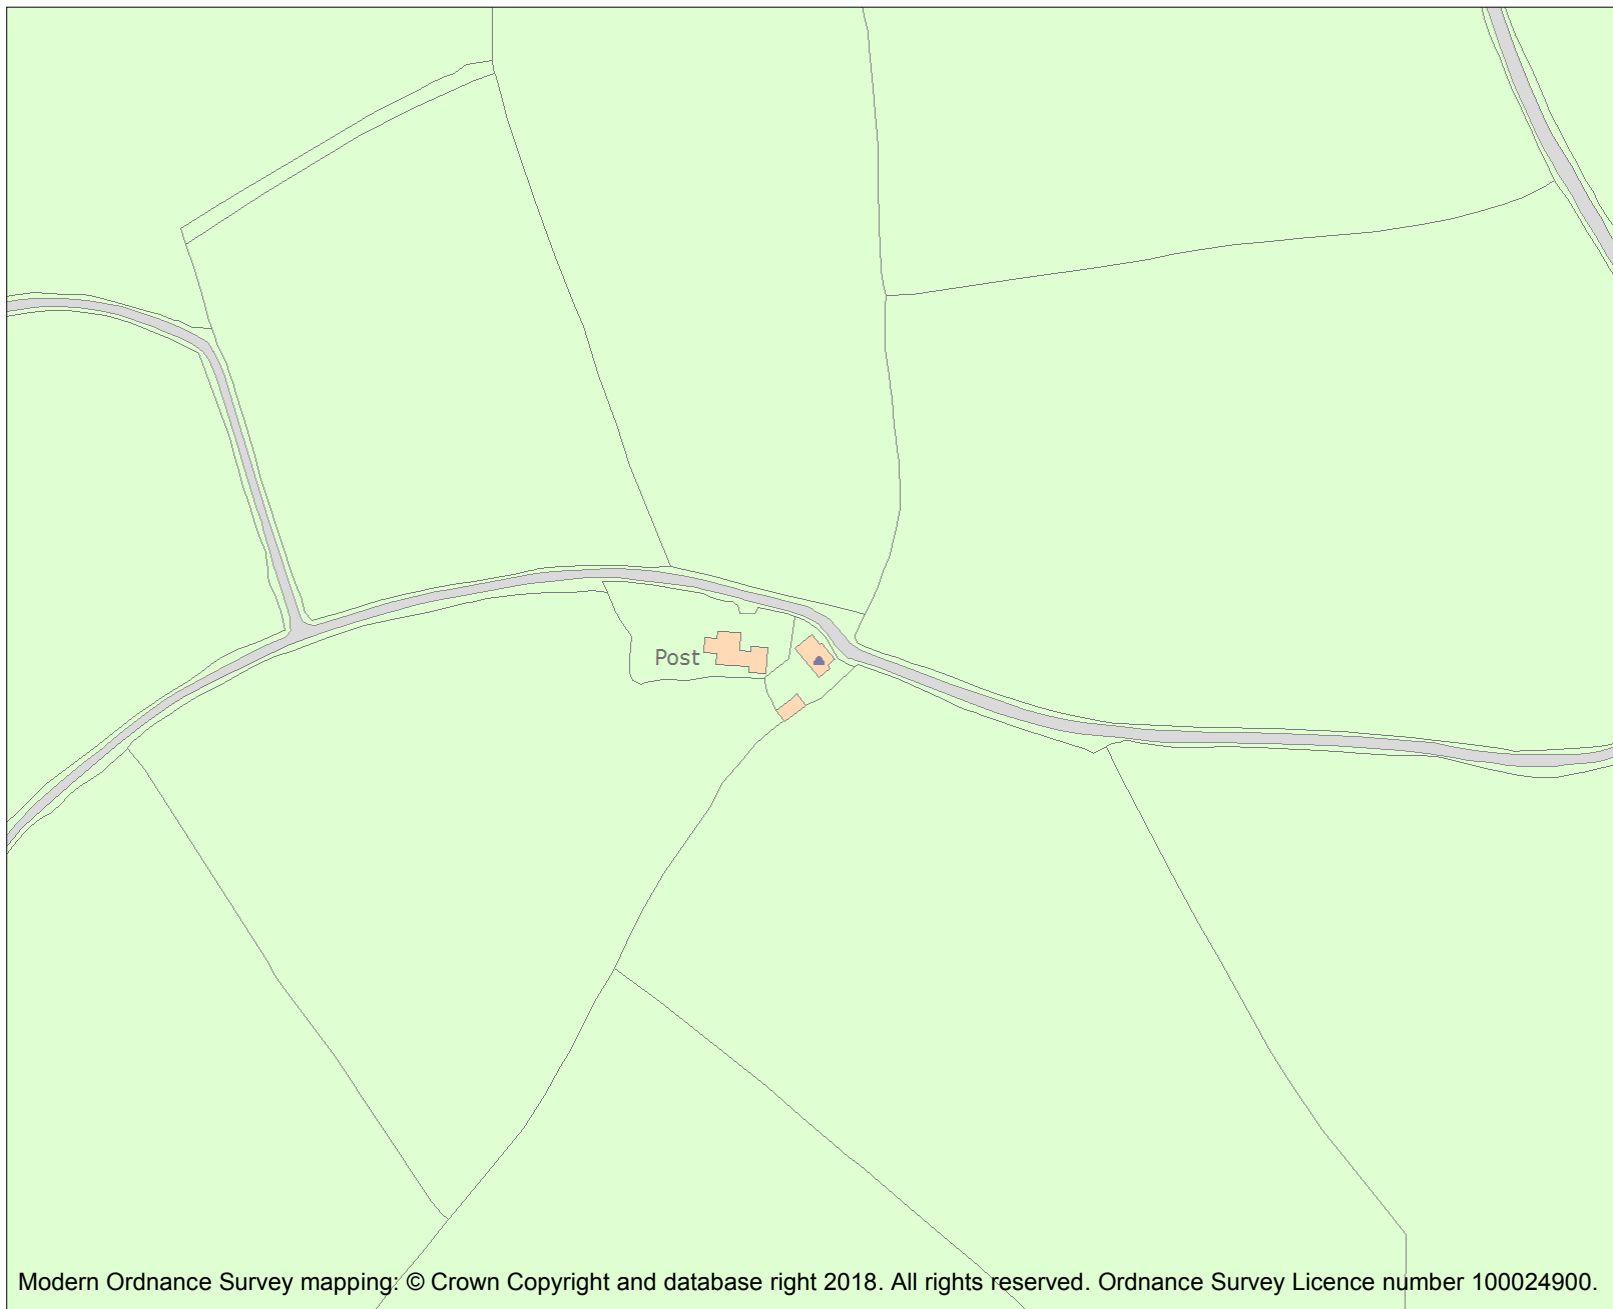 Post
Modern Ordnance Survey mapping: © Crown Copyright and database right 2018. All rights reserved. Ordnance Survey Licence number 100024900.